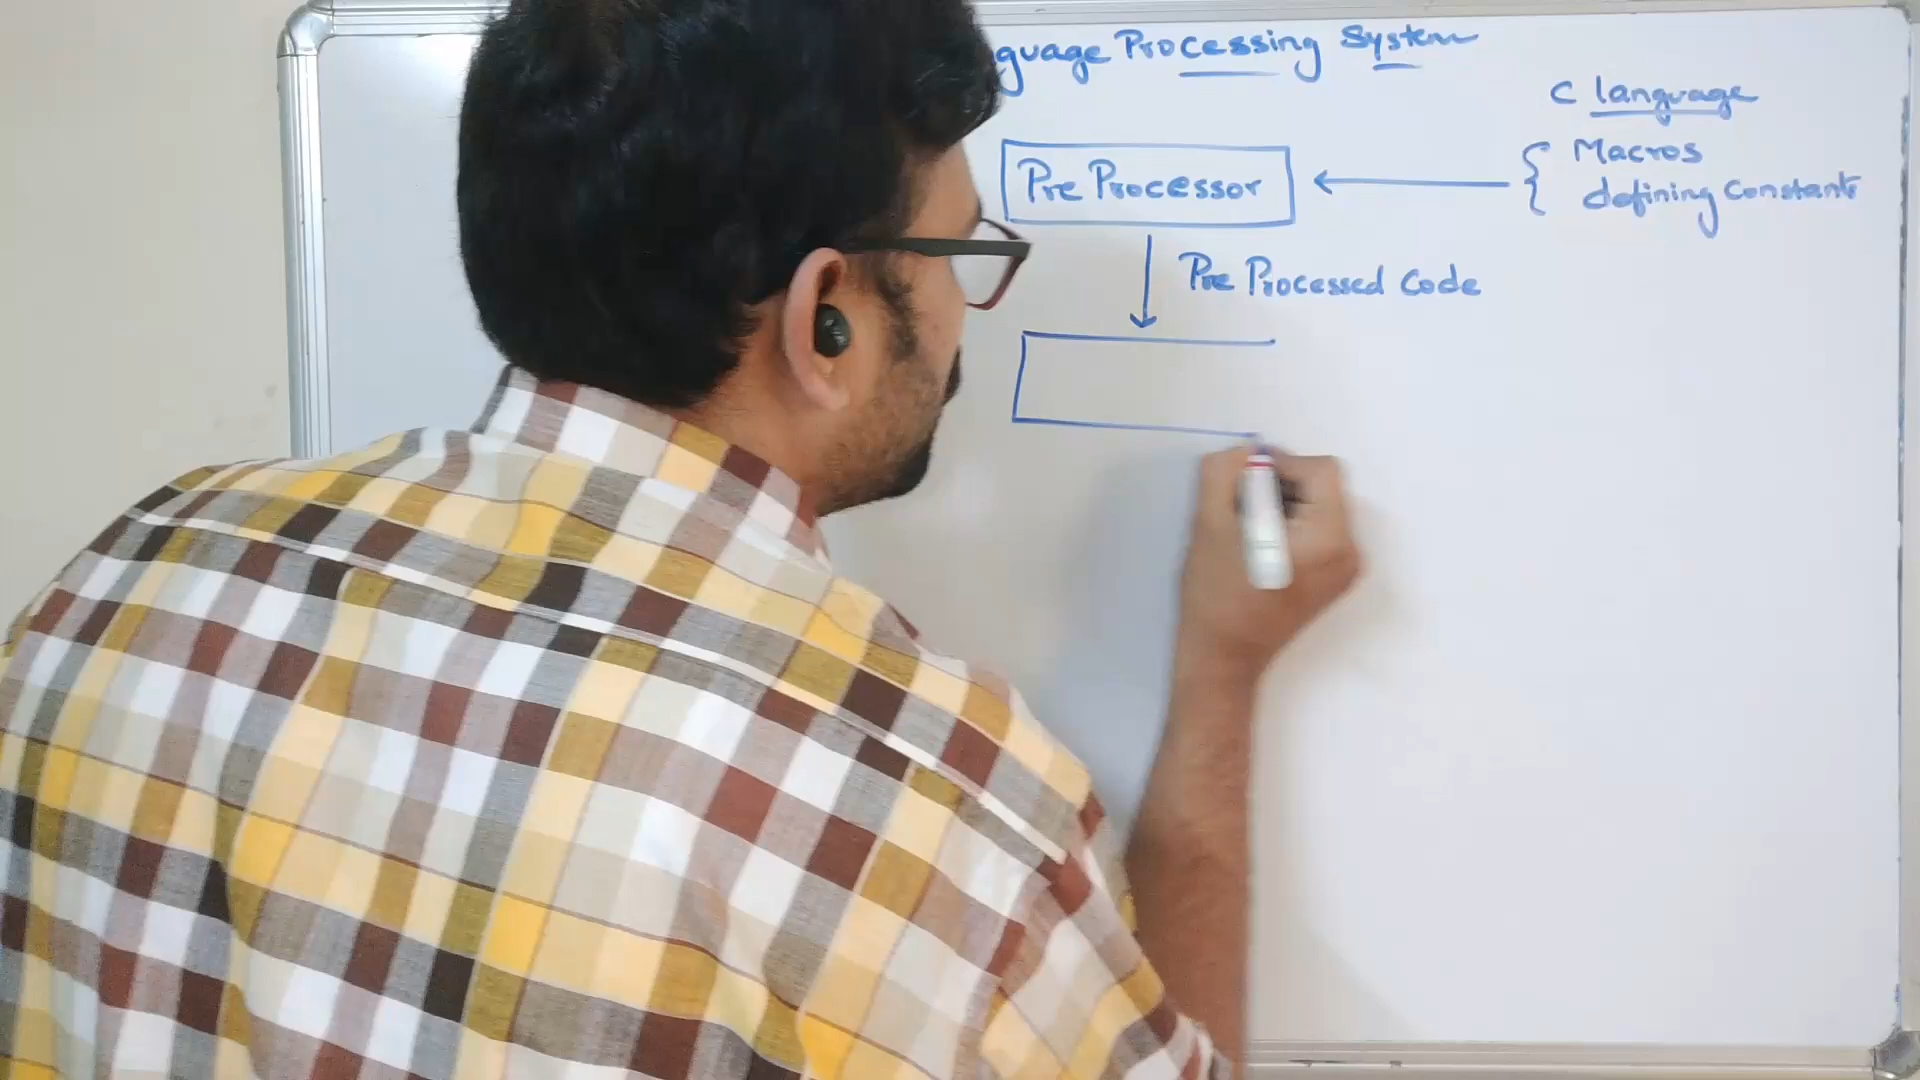 guage Processing System
C language
Macros
defining Constants
Pre Processor
Pre Processed Code